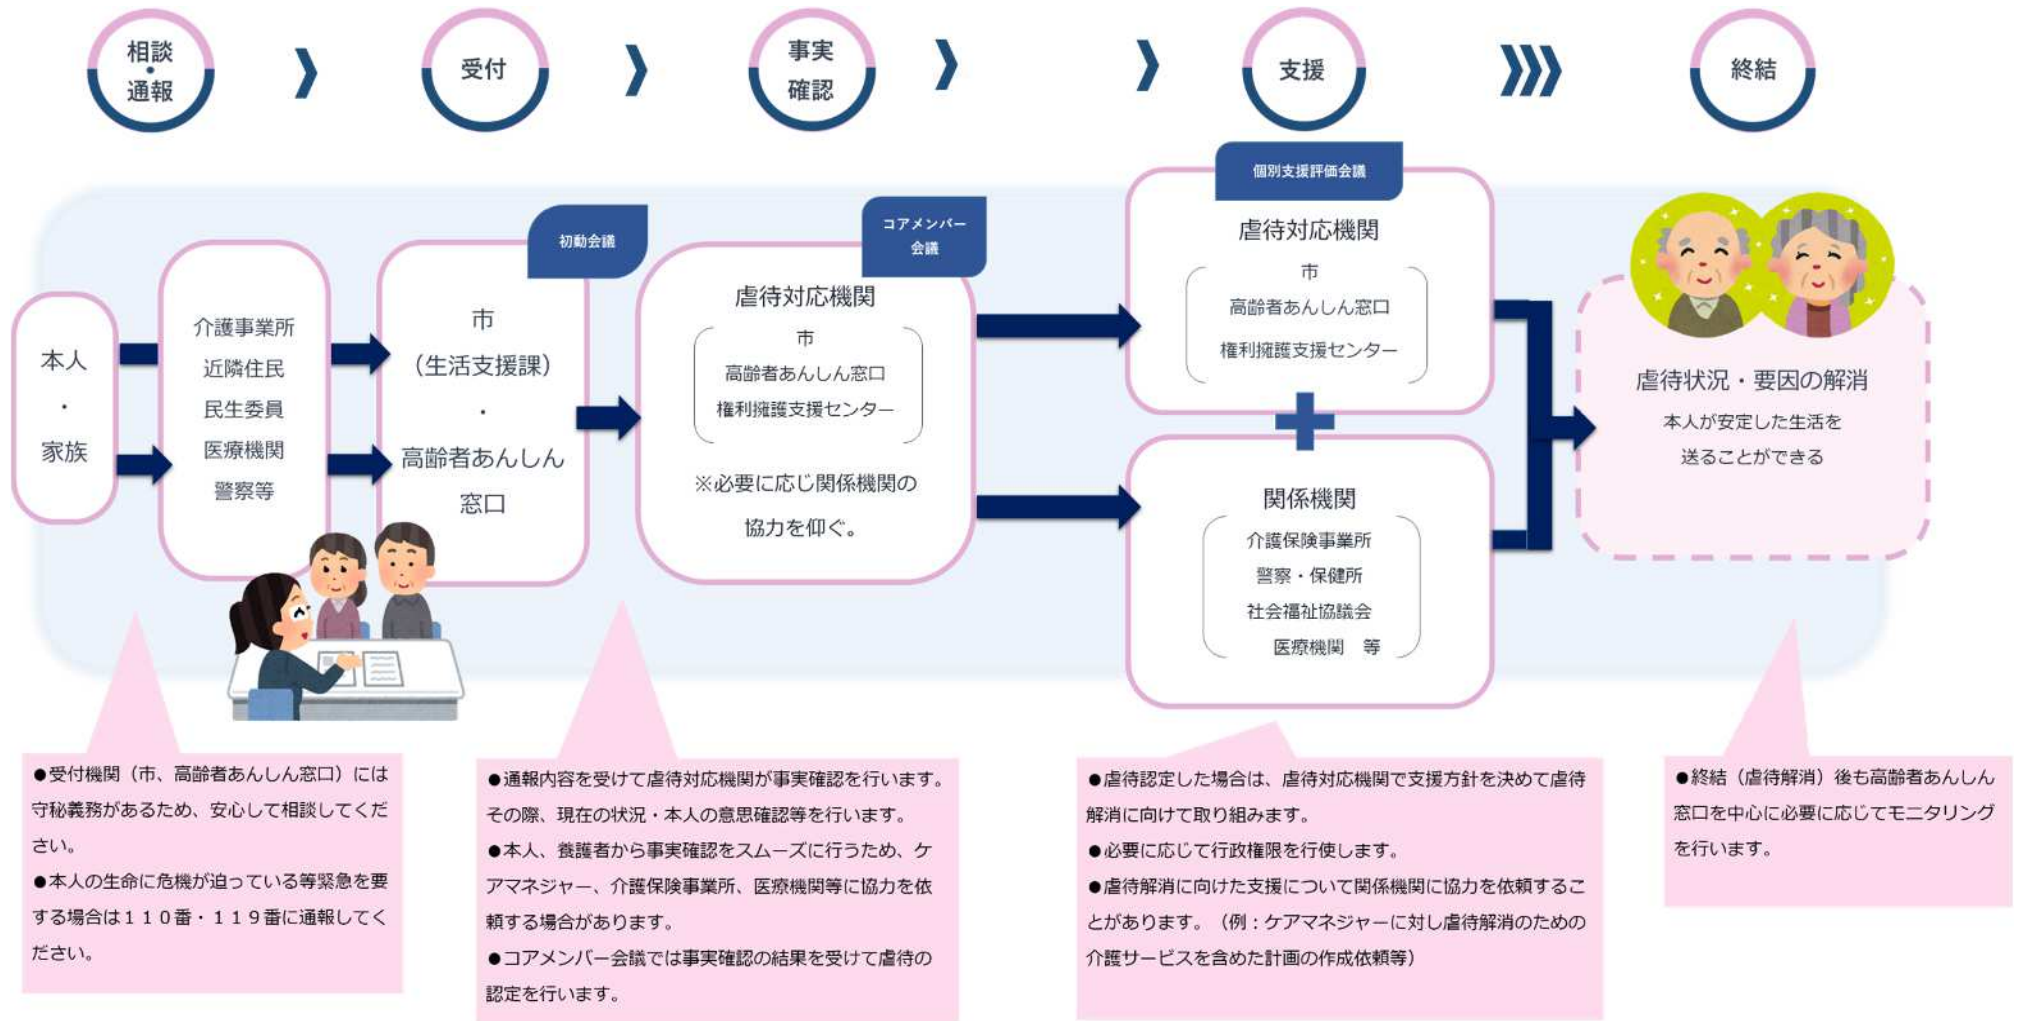 相談
・
通報
受付
事実
確認
支援
終結
本人
・
家族
介護事業所
近隣住民
民生委員
医療機関
警察等
初動会議
市
（生活支援課）
・
高齢者あんしん
窓口
コアメンバー
会議
虐待対応機関
市
高齢者あんしん窓口
権利擁護支援センター
※必要に応じ関係機関の
協力を仰ぐ。
個別支援評価会議
虐待対応機関
市
高齢者あんしん窓口
権利擁護支援センター
関係機関
介護保険事業所
警察・保健所
社会福祉協議会
医療機関　等
虐待状況・要因の解消
本人が安定した生活を
送ることができる
●受付機関（市、高齢者あんしん窓口）には
守秘義務があるため、安心して相談してくだ
さい。
●本人の生命に危機が迫っている等緊急を要
する場合は１１０番・１１９番に通報してく
ださい。
●通報内容を受けて虐待対応機関が事実確認を行います。
その際、現在の状況・本人の意思確認等を行います。
●本人、養護者から事実確認をスムーズに行うため、ケ
アマネジャー、介護保険事業所、医療機関等に協力を依
頼する場合があります。
●コアメンバー会議では事実確認の結果を受けて虐待の
認定を行います。
●虐待認定した場合は、虐待対応機関で支援方針を決めて虐待
解消に向けて取り組みます。
●必要に応じて行政権限を行使します。
●虐待解消に向けた支援について関係機関に協力を依頼するこ
とがあります。（例：ケアマネジャーに対し虐待解消のための
介護サービスを含めた計画の作成依頼等）
●終結（虐待解消）後も高齢者あんしん
窓口を中心に必要に応じてモニタリング
を行います。